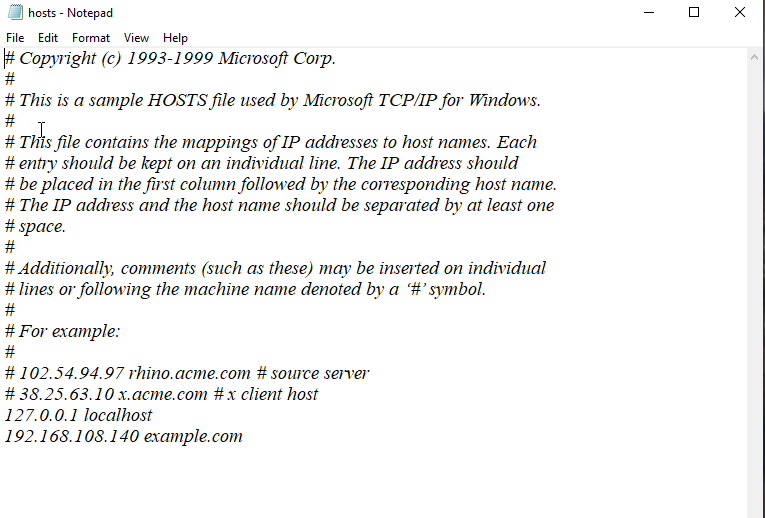 hosts - Notepad
File Edit Format View Help
# Copyright (c) 1993-1999 Microsoft Corp.
#
# This is a sample HOSTS file used by Microsoft TCP/IP for Windows.
#
# This file contains the mappings of IP addresses to host names. Each
# entry should be kept on an individual line. The IP address should
# be placed in the first column followed by the corresponding host name.
# The IP address and the host name should be separated by at least one
# space.
#
# Additionally, comments (such as these) may be inserted on individual
# lines or following the machine name denoted by a ‘#’ symbol.
#
# For example:
#
# 102.54.94.97 rhino.acme.com # source server
# 38.25.63.10 x.acme.com # x client host
127.0.0.1 localhost
192.168.108.140 example.com